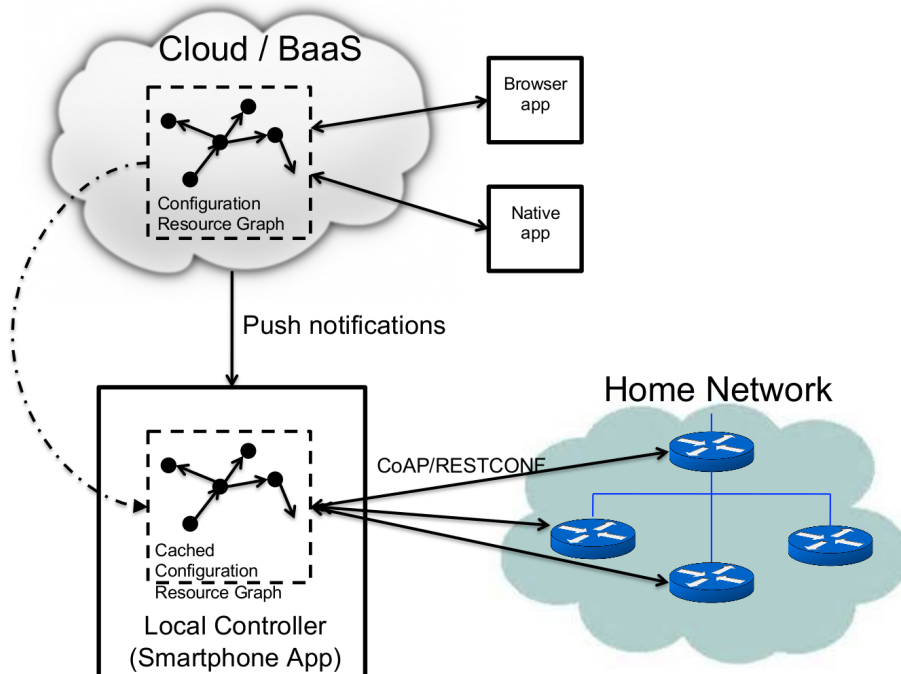 Cloud / BaaS
Configuration
Resource Graph
Browser
app
Native
app
Push notifications
Home Network
CoAP/RESTCONF
Cached
Configuration
Resource Graph
Local Controller
(Smartphone App)